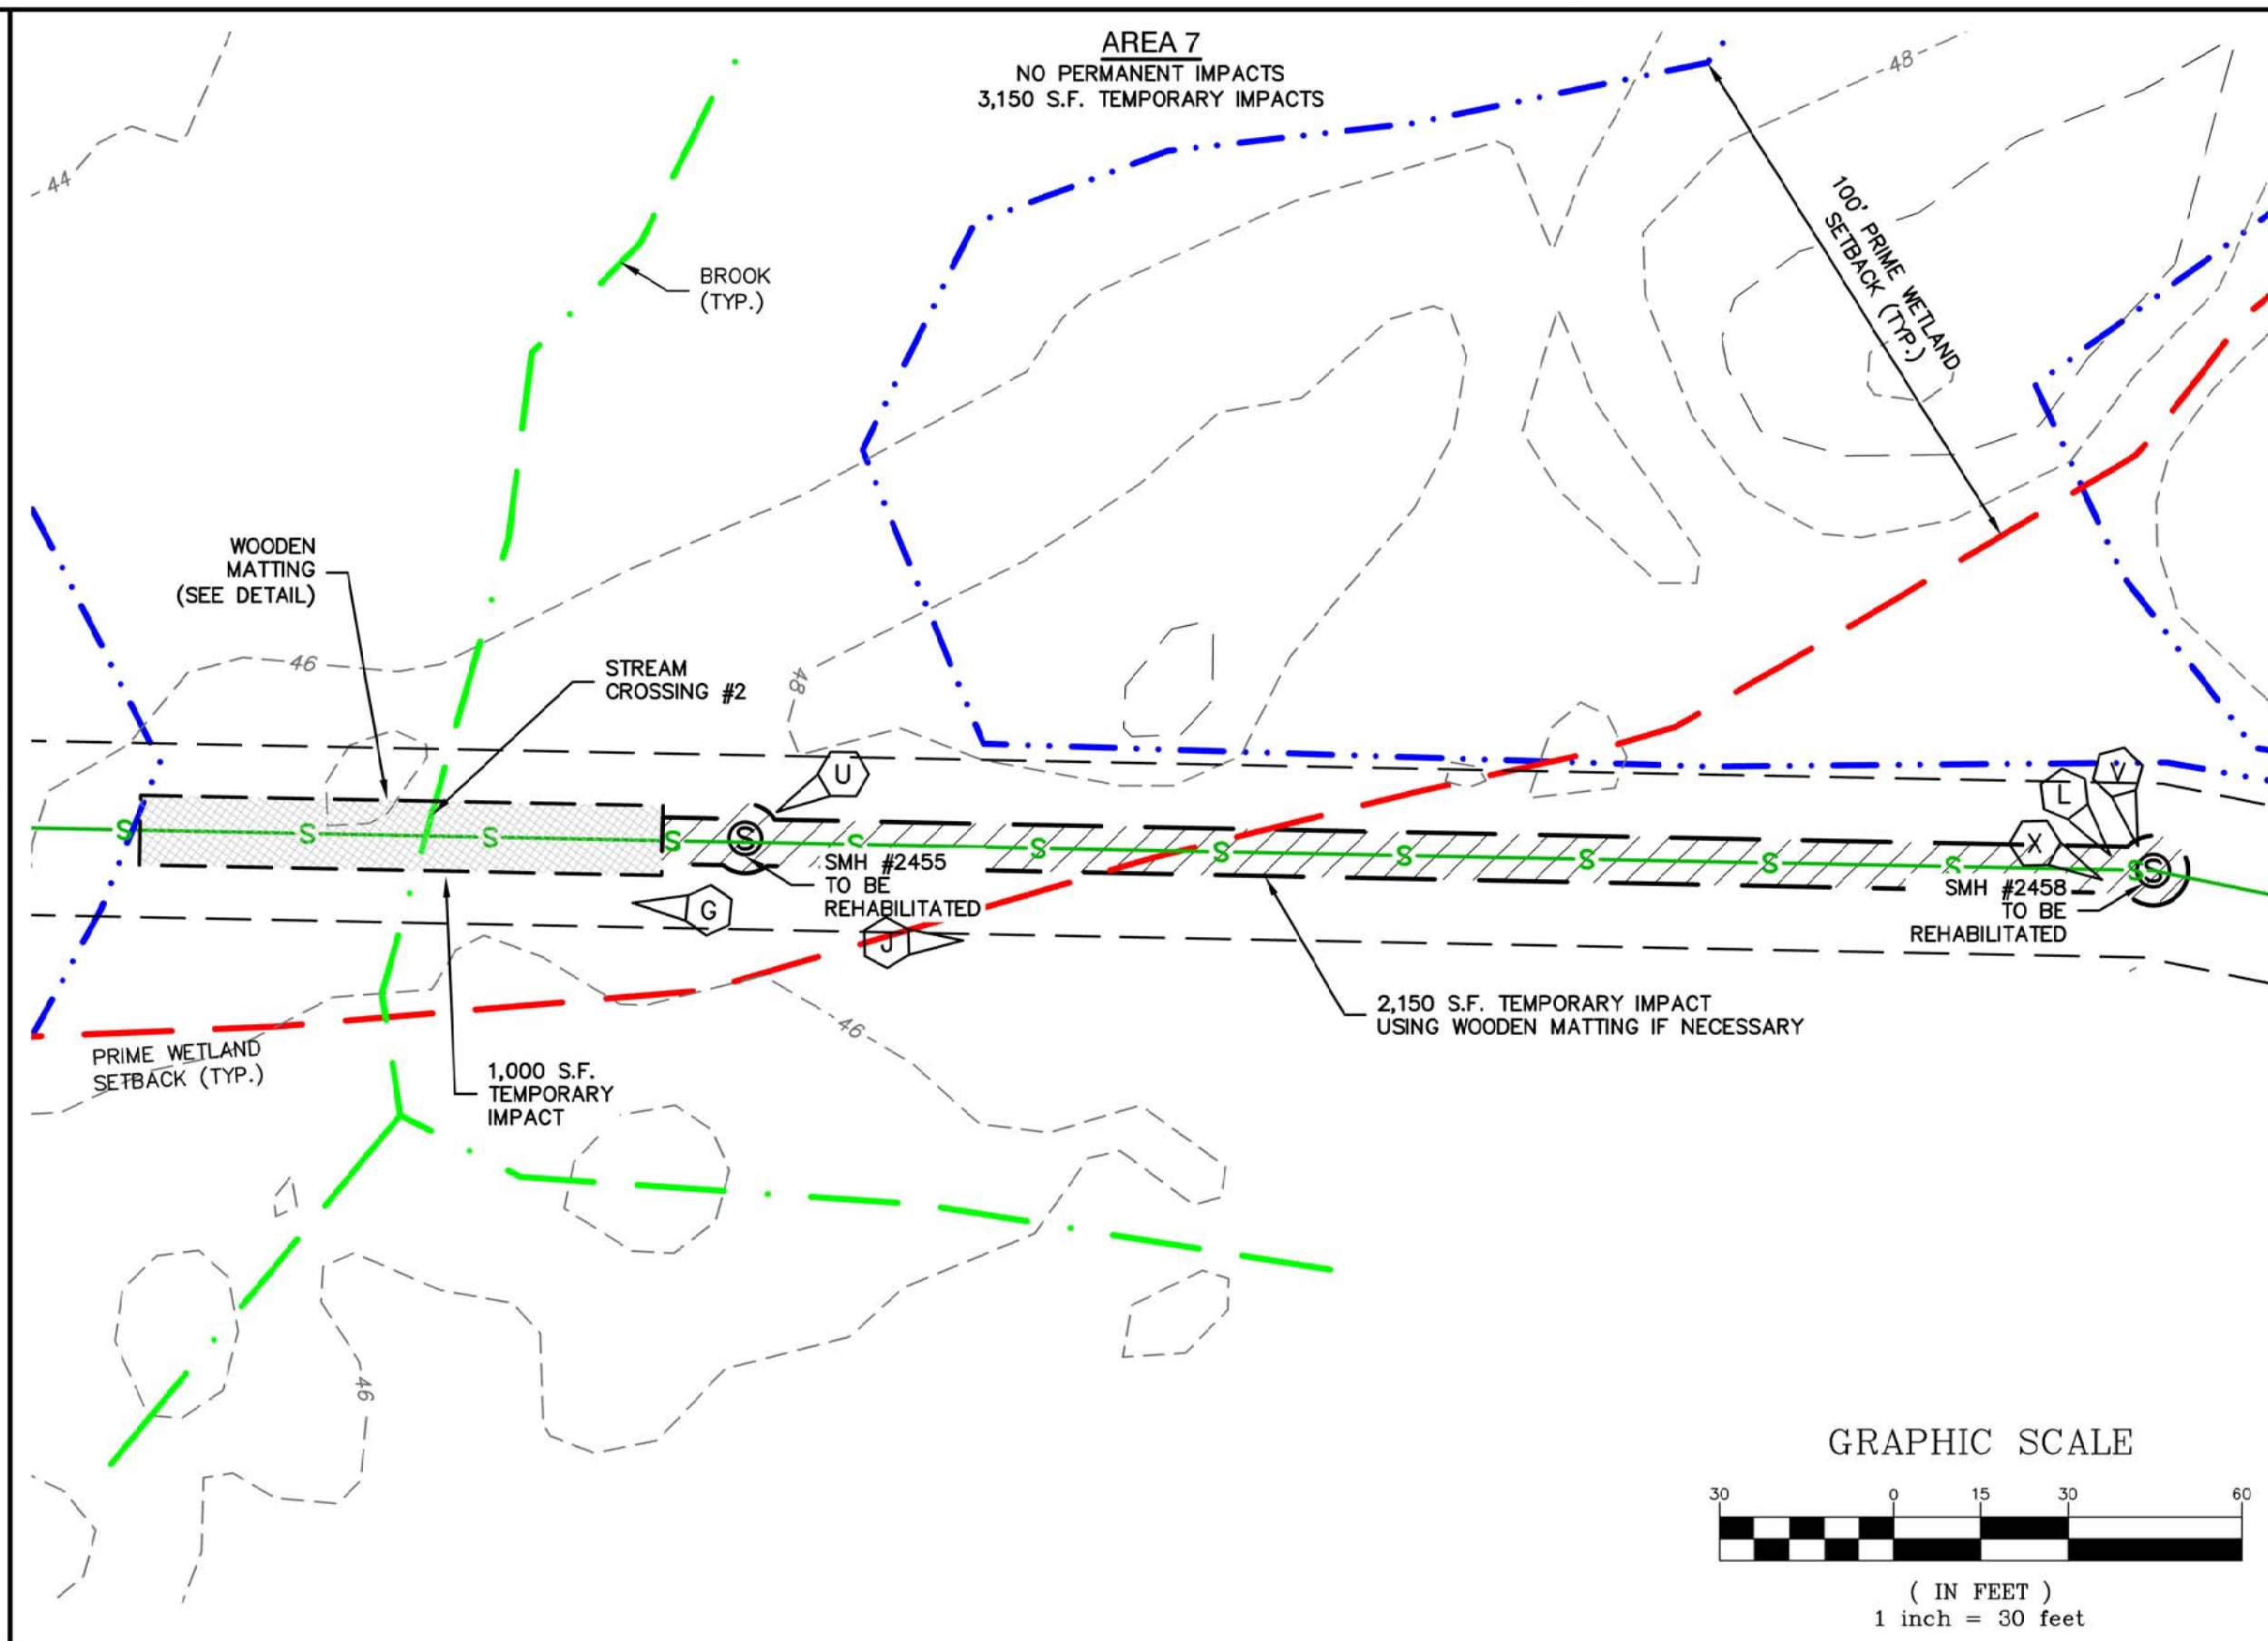 AREA 7
NO PERMANENT IMPACTS
3,150 S.F. TEMPORARY IMPACTS
48
44
100' PRIME WETLAND
SETBACK (TYP.)
BROOK
(TYP.)
WOODEN
MATTING
(SEE DETAIL)
46
STREAM
CROSSING #2
48
U
V
L
X
S
S
S
S
S
S
S
S
S
S
S
S
S
S
SMH #2455
TO BE
REHABILITATED
SMH #2458
TO BE
REHABILITATED
G
J
2,150 S.F. TEMPORARY IMPACT
USING WOODEN MATTING IF NECESSARY
46
PRIME WETLAND
SETBACK (TYP.)
1,000 S.F.
TEMPORARY
IMPACT
46
GRAPHIC SCALE
30 0 15 30 60
( IN FEET )
1 inch = 30 feet